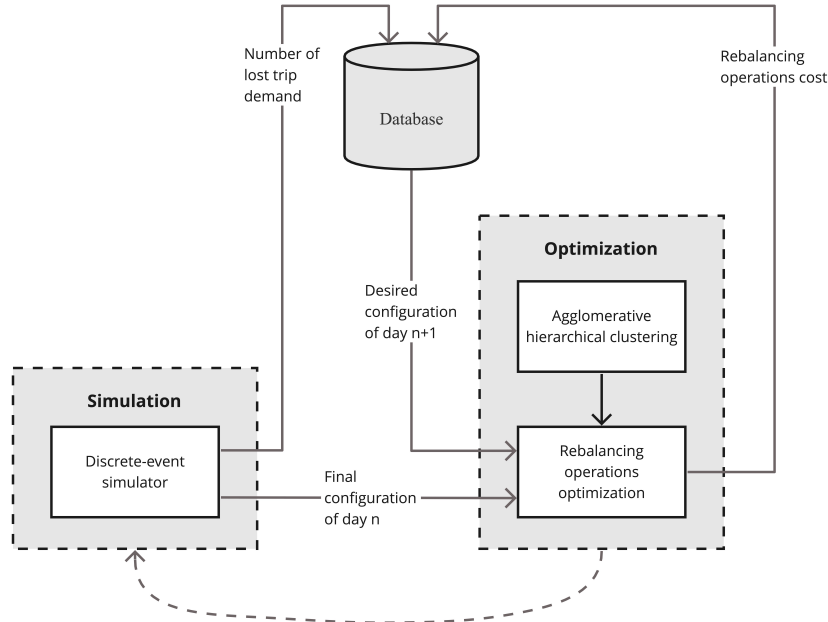 Number of
lost trip
demand
Rebalancing
operations cost
Database
Optimization
Desired
configuration
of day n+1
Agglomerative
hierarchical clustering
Simulation
Discrete-event
simulator
Final
configuration
of day n
Rebalancing
operations
optimization